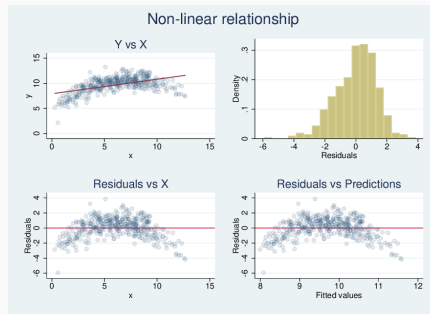 Non-linear relationship
Y vs X
y
15
10
5
0
0 5 10 15
x
Density
.3
.2
.1
0
-6 -4 -2 0 2 4
Residuals
Residuals vs X
Residuals
4
2
0
-2
-4
-6
0 5 10 15
x
Residuals vs Predictions
Residuals
4
2
0
-2
-4
-6
8 9 10 11 12
Fitted values